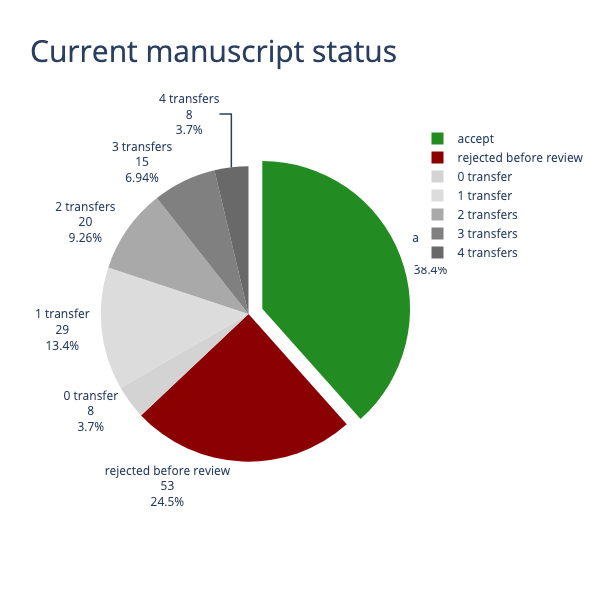 Current manuscript status
4 transfers
8
3.7%
3 transfers
15
6.94%
2 transfers
20
9.26%
1 transfer
29
13.4%
0 transfer
8
3.7%
rejected before review
53
24.5%
38.4%
accept
rejected before review
0 transfer
1 transfer
2 transfers
3 transfers
4 transfers